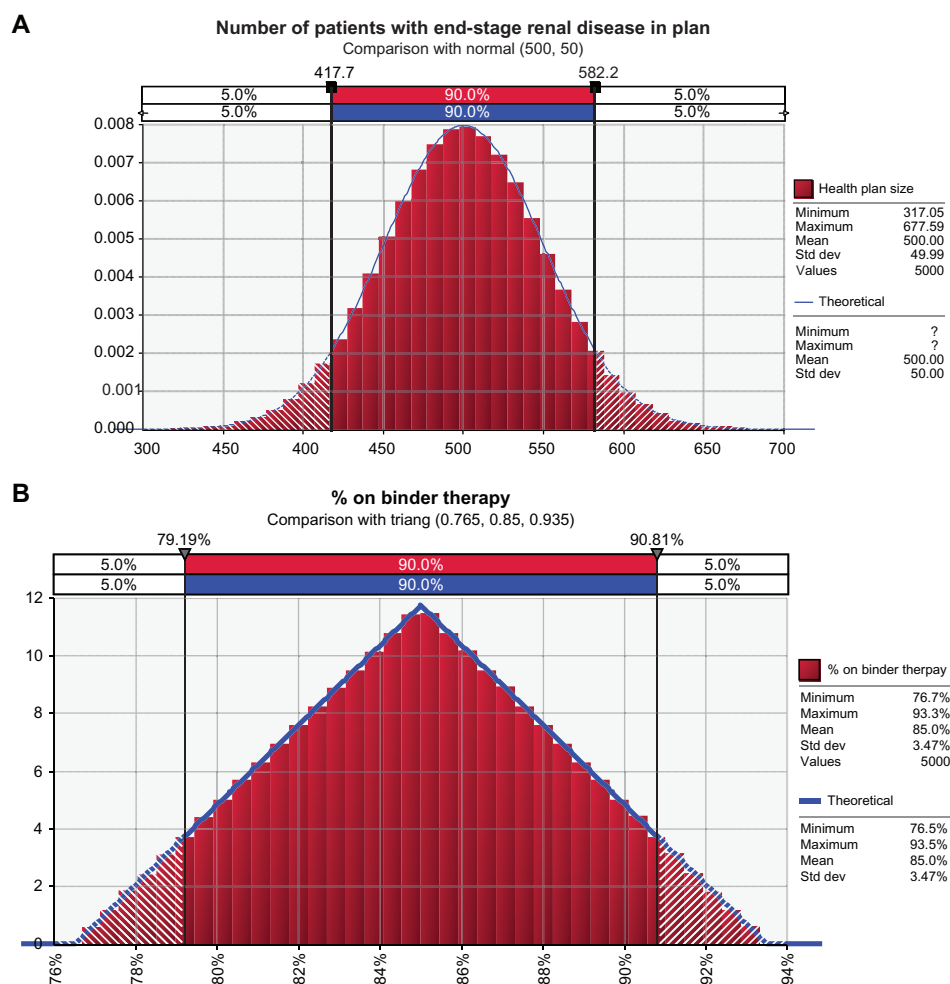 A
Number of patients with end-stage renal disease in plan
Comparison with normal (500, 50)
417.7 582.2
5.0% 90.0% 5.0%
5.0% 90.0% 5.0%
0.008
0.007
0.006
0.005
0.004
0.003
0.002
0.001
0.000
300 450 400 450 500 550 600 650 700
Health plan size
Minimum 317.05
Maximum 677.59
Mean 500.00
Std dev 49.99
Values 5000
Theoretical
Minimum ?
Maximum ?
Mean 500.00
Std dev 50.00
B
% on binder therapy
Comparison with triang (0.765, 0.85, 0.935)
79.19% 90.81%
5.0% 90.0% 5.0%
5.0% 90.0% 5.0%
12
10
8
6
4
2
0
76% 78% 80% 84% 86% 88% 90% 92% 94%
% on binder therpay
Minimum 76.7%
Maximum 93.3%
Mean 85.0%
Std dev 3.47%
Values 5000
Theoretical
Minimum 76.5%
Maximum 93.5%
Mean 85.0%
Std dev 3.47%